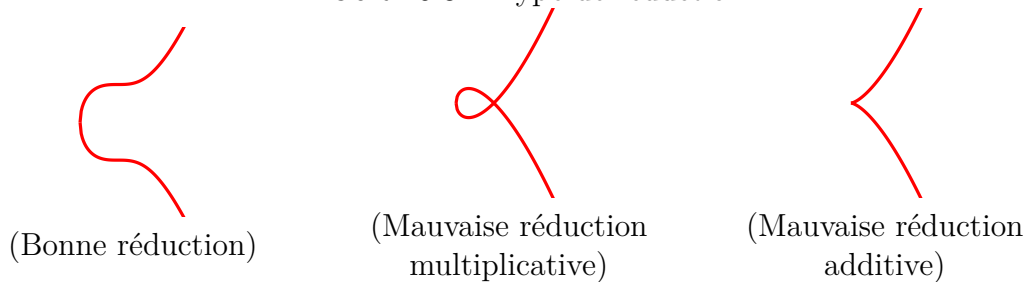 (Bonne réduction)
(Mauvaise réduction
multiplicative)
(Mauvaise réduction
additive)